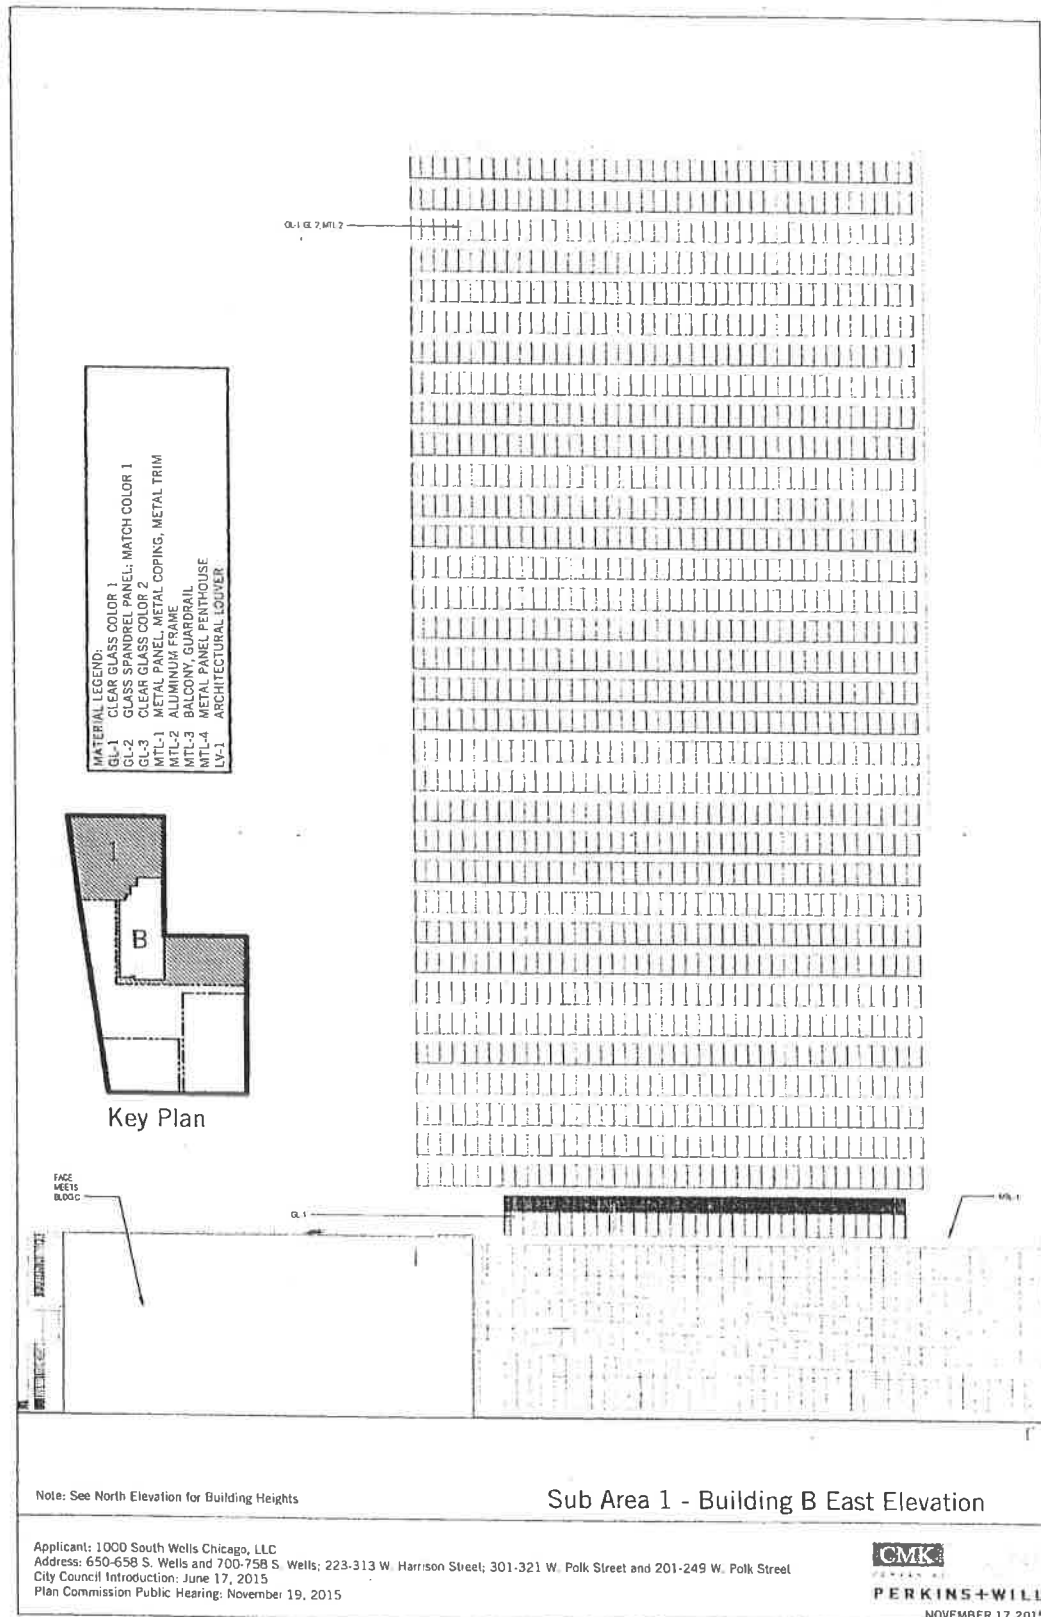 GL-1, GL 2, MTL-2
MATERIAL LEGEND:
GL-1 CLEAR GLASS COLOR 1
GL-2 GLASS SPANDREL PANEL: MATCH COLOR 1
GL-3 CLEAR GLASS COLOR 2
MTL-1 METAL PANEL, METAL COPING, METAL TRIM
MTL-2 ALUMINUM FRAME
MTL-3 BALCONY, GUARDRAIL
MTL-4 METAL PANEL PENTHOUSE
LV-1 ARCHITECTURAL LOUVER
1
B
Key Plan
FACE
MEETS
BLDG C
Note: See North Elevation for Building Heights
Sub Area 1 - Building B East Elevation
Applicant: 1000 South Wells Chicago, LLC
Address: 650-658 S. Wells and 700-758 S. Wells; 223-313 W. Harrison Street; 301-321 W. Polk Street and 201-249 W. Polk Street
City Council Introduction: June 17, 2015
Plan Commission Public Hearing: November 19, 2015
CMK
PERKINS+WILL
NOVEMBER 17 2015